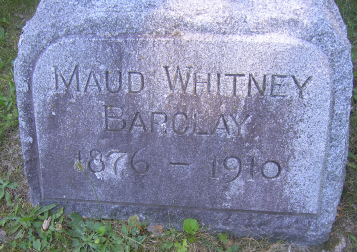 MAUD WHITNEY
BARCLAY
1876 - 1910